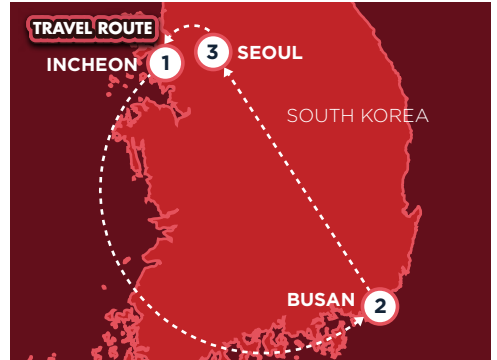 TRAVEL ROUTE
INCHEON 1
3 SEOUL
SOUTH KOREA
BUSAN 2